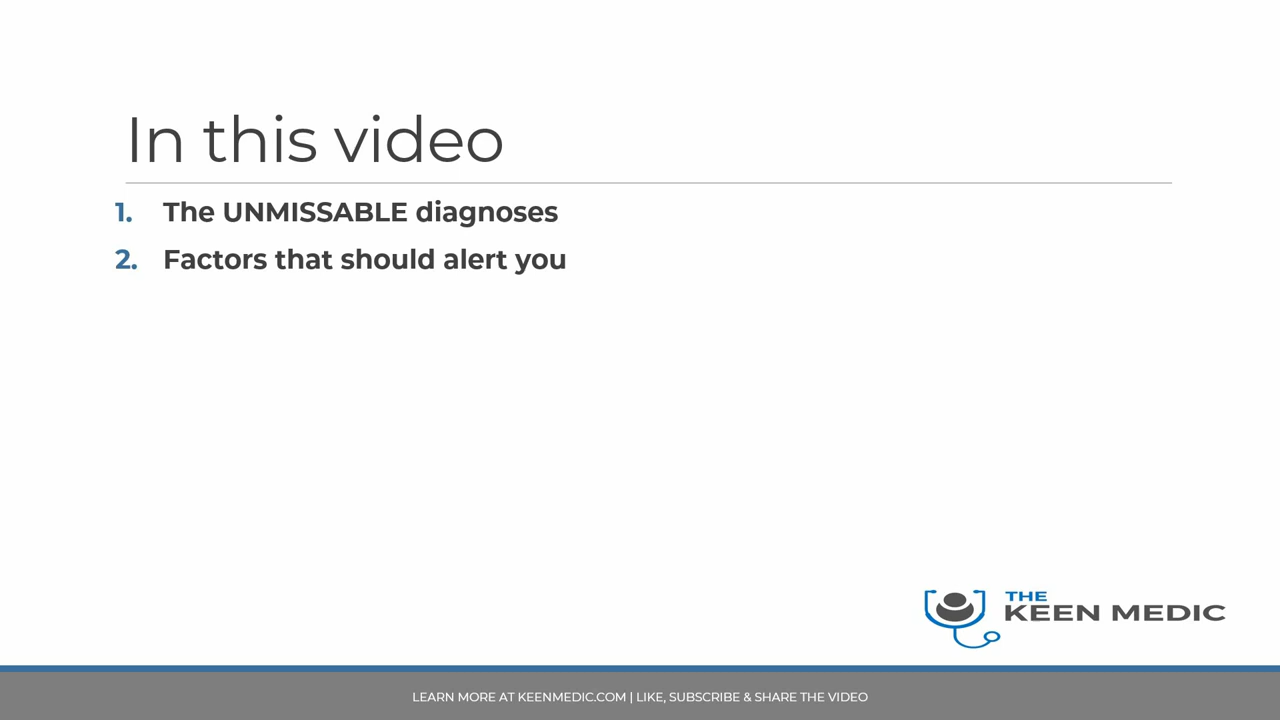 In this video
1. The UNMISSABLE diagnoses
2. Factors that should alert you
THE
KEEN MEDIC
LEARN MORE AT KEENMEDIC.COM | LIKE, SUBSCRIBE & SHARE THE VIDEO